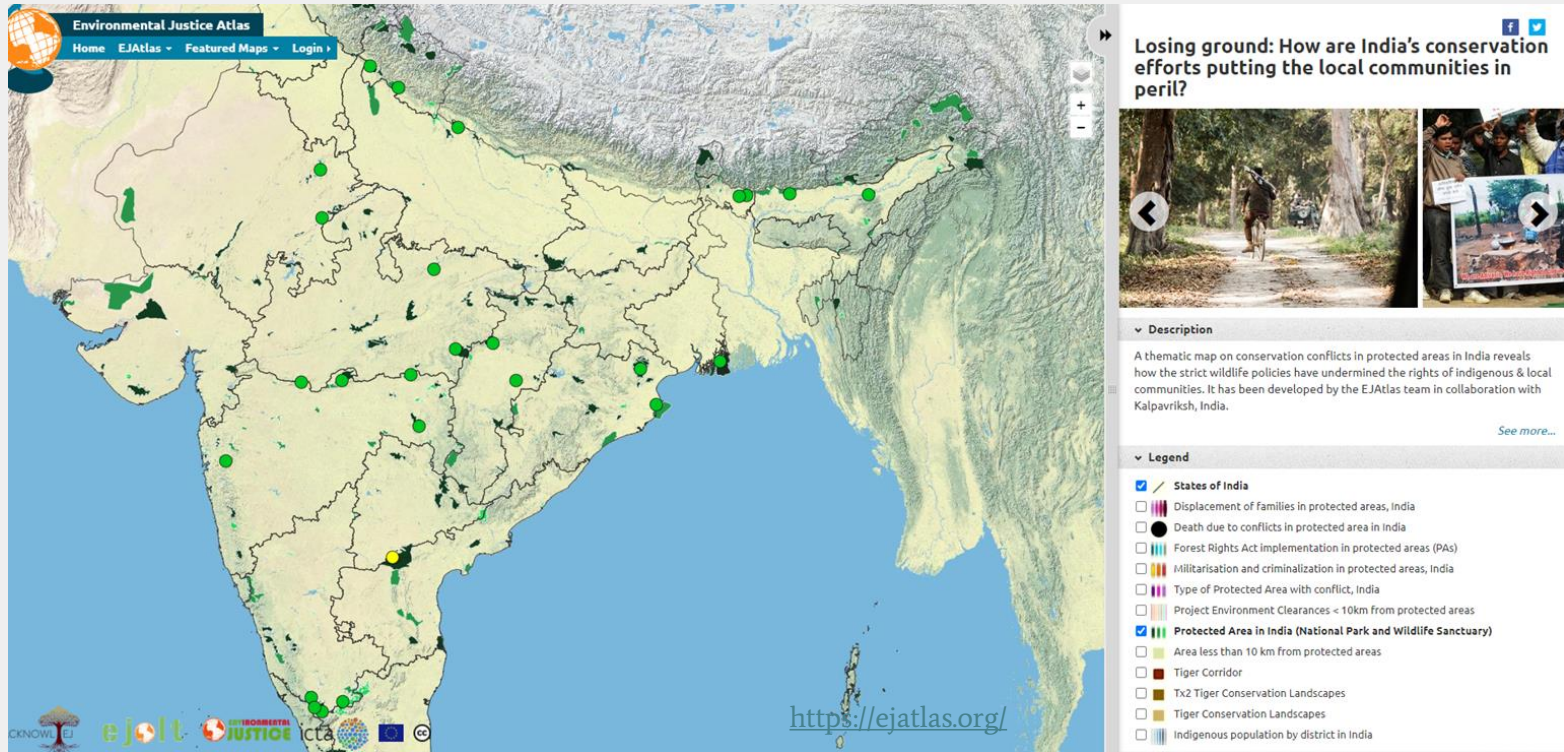 Environmental Justice Atlas
Home EJAtlas Featured Maps Login
+
−
Losing ground: How are India's conservation
efforts putting the local communities in
peril?
Description
A thematic map on conservation conflicts in protected areas in India reveals
how the strict wildlife policies have undermined the rights of indigenous & local
communities. It has been developed by the EJAtlas team in collaboration with
Kalpavriksh, India.
See more...
Legend
States of India
Displacement of families in protected areas, India
Death due to conflicts in protected area in India
Forest Rights Act implementation in protected areas (PAs)
Militarisation and criminalization in protected areas, India
Type of Protected Area with conflict, India
Project Environment Clearances < 10km from protected areas
Protected Area in India (National Park and Wildlife Sanctuary)
Area less than 10 km from protected areas
Tiger Corridor
Tx2 Tiger Conservation Landscapes
Tiger Conservation Landscapes
Indigenous population by district in India
https://ejatlas.org/
CKNOWL EJ
ejolt
ENVIRONMENTAL
JUSTICE
icta
cc